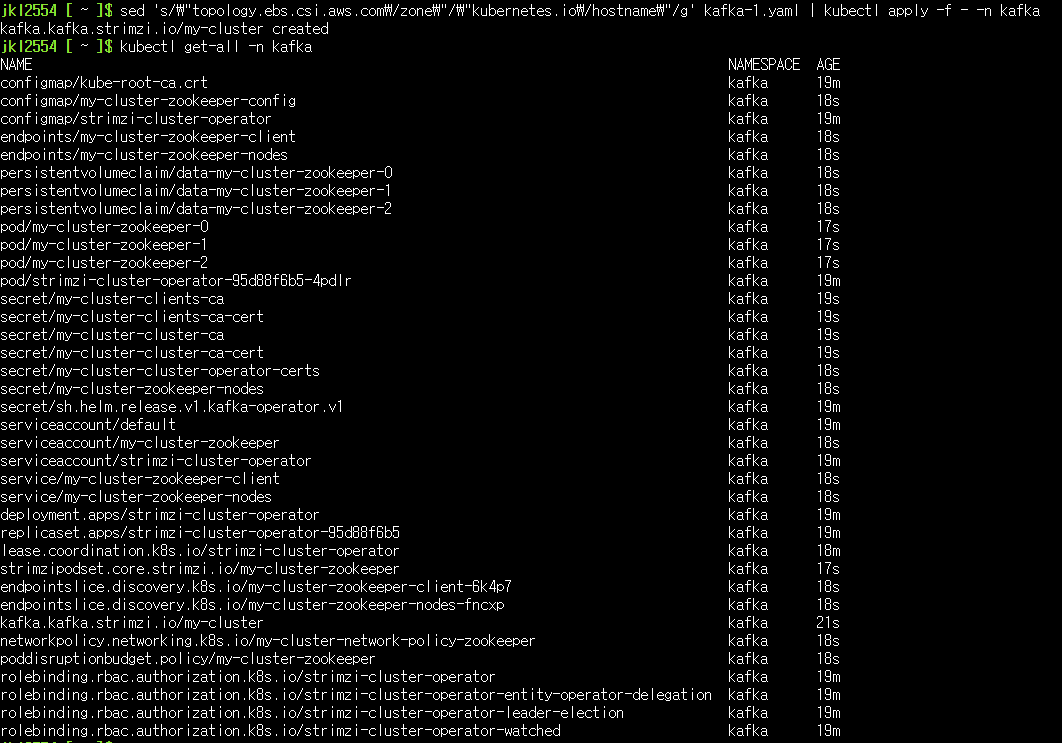 jkl2554 [ ~ ]$ sed 's/₩"topology.ebs.csi.aws.com₩/zone₩"/₩"kubernetes.io₩/hostname₩"/g' kafka-1.yaml | kubectl apply -f - -n kafka
kafka.kafka.strimzi.io/my-cluster created
jkl2554 [ ~ ]$ kubectl get-all -n kafka
NAME NAMESPACE AGE
configmap/kube-root-ca.crt kafka 19m
configmap/my-cluster-zookeeper-config kafka 18s
configmap/strimzi-cluster-operator kafka 19m
endpoints/my-cluster-zookeeper-client kafka 18s
endpoints/my-cluster-zookeeper-nodes kafka 18s
persistentvolumeclaim/data-my-cluster-zookeeper-0 kafka 18s
persistentvolumeclaim/data-my-cluster-zookeeper-1 kafka 18s
persistentvolumeclaim/data-my-cluster-zookeeper-2 kafka 18s
pod/my-cluster-zookeeper-0 kafka 17s
pod/my-cluster-zookeeper-1 kafka 17s
pod/my-cluster-zookeeper-2 kafka 17s
pod/strimzi-cluster-operator-95d88f6b5-4pdlr kafka 19m
secret/my-cluster-clients-ca kafka 19s
secret/my-cluster-clients-ca-cert kafka 19s
secret/my-cluster-cluster-ca kafka 19s
secret/my-cluster-cluster-ca-cert kafka 19s
secret/my-cluster-cluster-operator-certs kafka 18s
secret/my-cluster-zookeeper-nodes kafka 18s
secret/sh.helm.release.v1.kafka-operator.v1 kafka 19m
serviceaccount/default kafka 19m
serviceaccount/my-cluster-zookeeper kafka 18s
serviceaccount/strimzi-cluster-operator kafka 19m
service/my-cluster-zookeeper-client kafka 18s
service/my-cluster-zookeeper-nodes kafka 18s
deployment.apps/strimzi-cluster-operator kafka 19m
replicaset.apps/strimzi-cluster-operator-95d88f6b5 kafka 19m
lease.coordination.k8s.io/strimzi-cluster-operator kafka 18m
strimzipodset.core.strimzi.io/my-cluster-zookeeper kafka 17s
endpointslice.discovery.k8s.io/my-cluster-zookeeper-client-6k4p7 kafka 18s
endpointslice.discovery.k8s.io/my-cluster-zookeeper-nodes-fncxp kafka 18s
kafka.kafka.strimzi.io/my-cluster kafka 21s
networkpolicy.networking.k8s.io/my-cluster-network-policy-zookeeper kafka 18s
poddisruptionbudget.policy/my-cluster-zookeeper kafka 18s
rolebinding.rbac.authorization.k8s.io/strimzi-cluster-operator kafka 19m
rolebinding.rbac.authorization.k8s.io/strimzi-cluster-operator-entity-operator-delegation kafka 19m
rolebinding.rbac.authorization.k8s.io/strimzi-cluster-operator-leader-election kafka 19m
rolebinding.rbac.authorization.k8s.io/strimzi-cluster-operator-watched kafka 19m